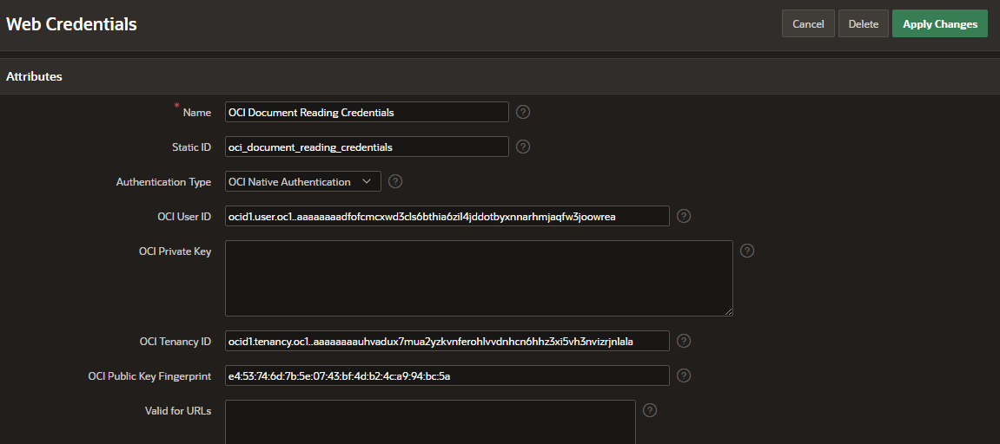 Web Credentials
Cancel
Delete
Apply Changes
Attributes
* Name
OCI Document Reading Credentials
?
Static ID
oci_document_reading_credentials
?
Authentication Type
OCI Native Authentication
?
OCI User ID
ocid1.user.oc1..aaaaaaaadfofcmcxwd3cls6bthia6zil4jddotbyxnnarhmjaqfw3joowrea
?
OCI Private Key
?
OCI Tenancy ID
ocid1.tenancy.oc1..aaaaaaaauhvadux7mua2yzkvnferohlvvdnhcn6hhz3xi5vh3nvizrjnlala
?
OCI Public Key Fingerprint
e4:53:74:6d:7b:5e:07:43:bf:4d:b2:4c:a9:94:bc:5a
?
Valid for URLs
?